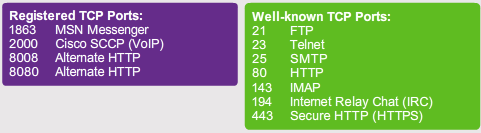 Registered TCP Ports:
1863 MSN Messenger
2000 Cisco SCCP (VoIP)
8008 Alternate HTTP
8080 Alternate HTTP
Well-known TCP Ports:
21 FTP
23 Telnet
25 SMTP
80 HTTP
143 IMAP
194 Internet Relay Chat (IRC)
443 Secure HTTP (HTTPS)